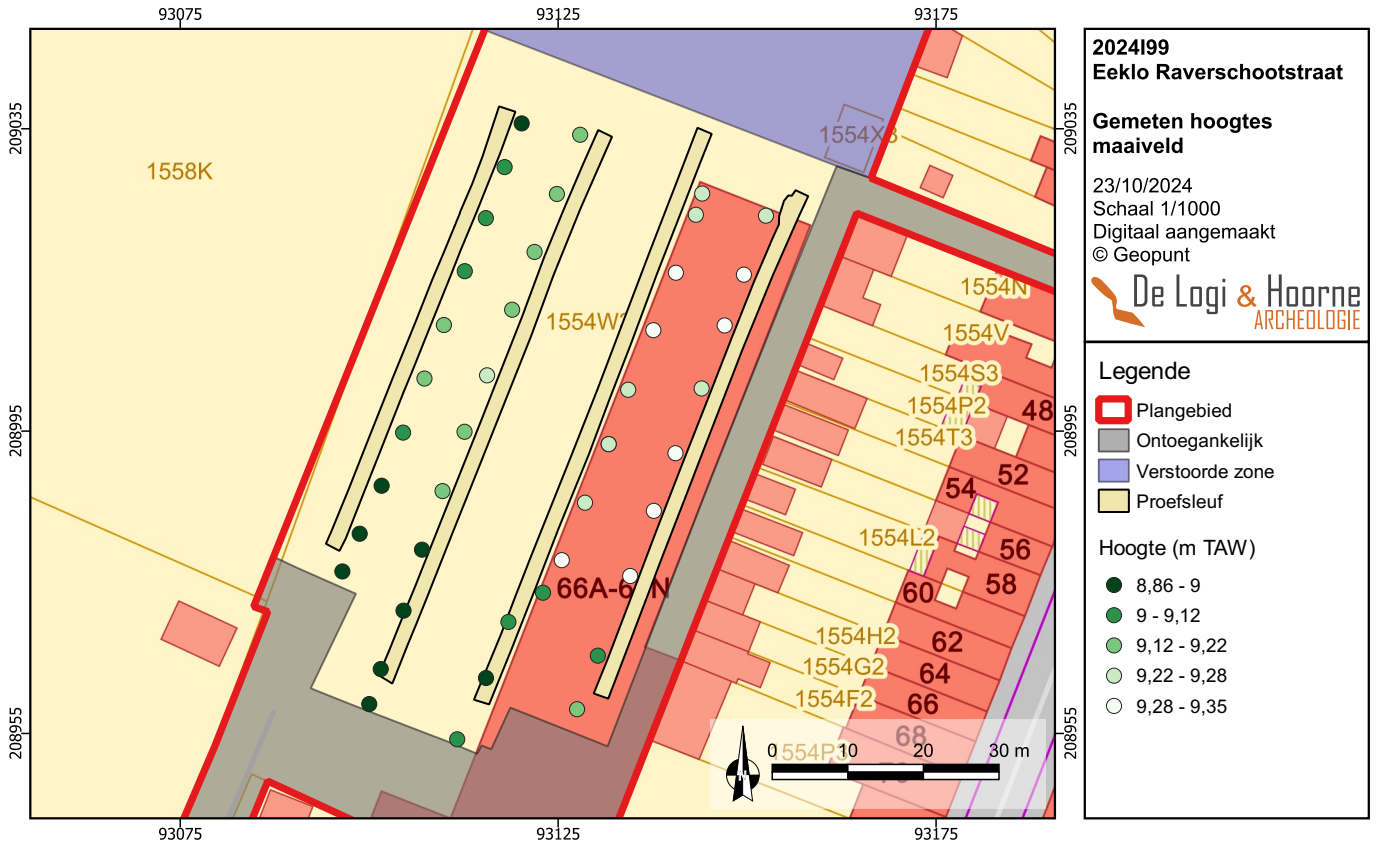 93075
93125
93175
209035
208995
208955
209035
208995
208955
93075
93125
93175
1558K
1554X3
1554W
1554N
1554V
1554S3
1554P2
48
1554T3
52
54
1554L2
56
58
60
66A-6 N
62
1554H2
64
1554G2
66
1554F2
68
1554P3
70
0 10 20 30 m
2024I99
Eeklo Raverschootstraat
Gemeten hoogtes
maaiveld
23/10/2024
Schaal 1/1000
Digitaal aangemaakt
© Geopunt
De Logi & Hoorne
ARCHEOLOGIE
Legende
Plangebied
Ontoegankelijk
Verstoorde zone
Proefsleuf
Hoogte (m TAW)
8,86 - 9
9 - 9,12
9,12 - 9,22
9,22 - 9,28
9,28 - 9,35